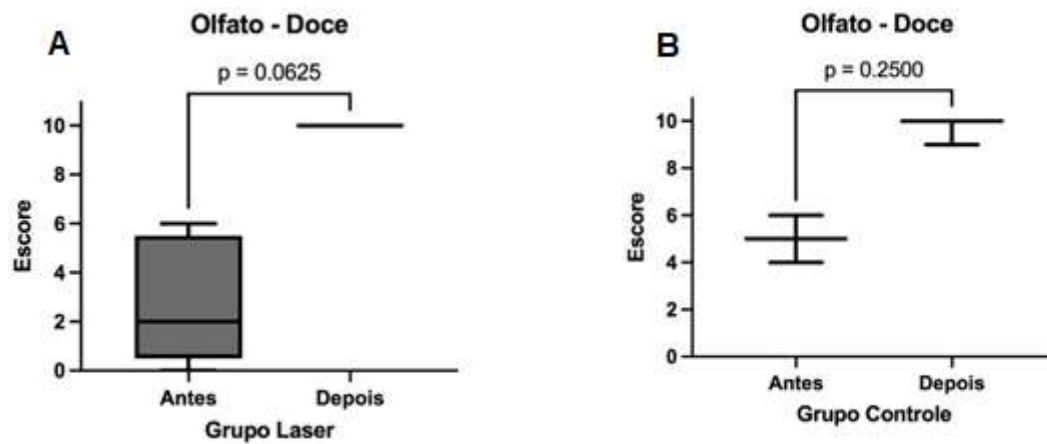 A
Olfato - Doce
p = 0.0625
Escore
10
8
6
4
2
0
Antes Depois
Grupo Laser
B
Olfato - Doce
p = 0.2500
Escore
10
8
6
4
2
0
Antes Depois
Grupo Controle